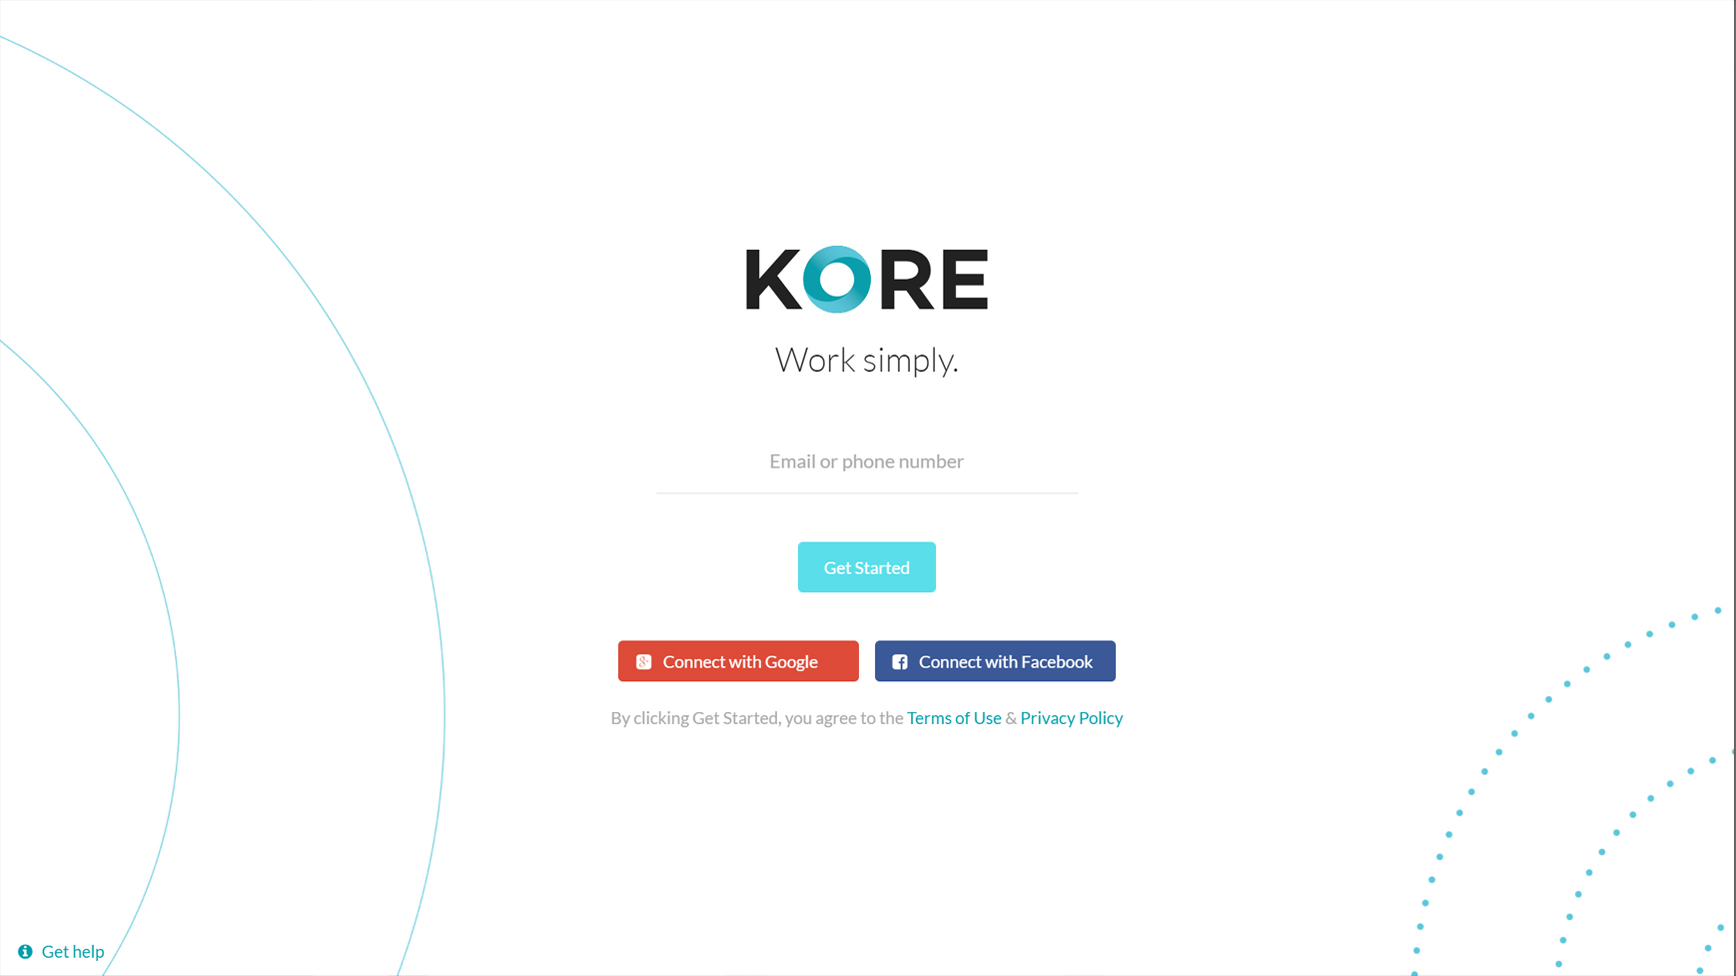 KORE
Work simply.
Email or phone number
Get Started
Connect with Google
Connect with Facebook
By clicking Get Started, you agree to the Terms of Use & Privacy Policy
Get help